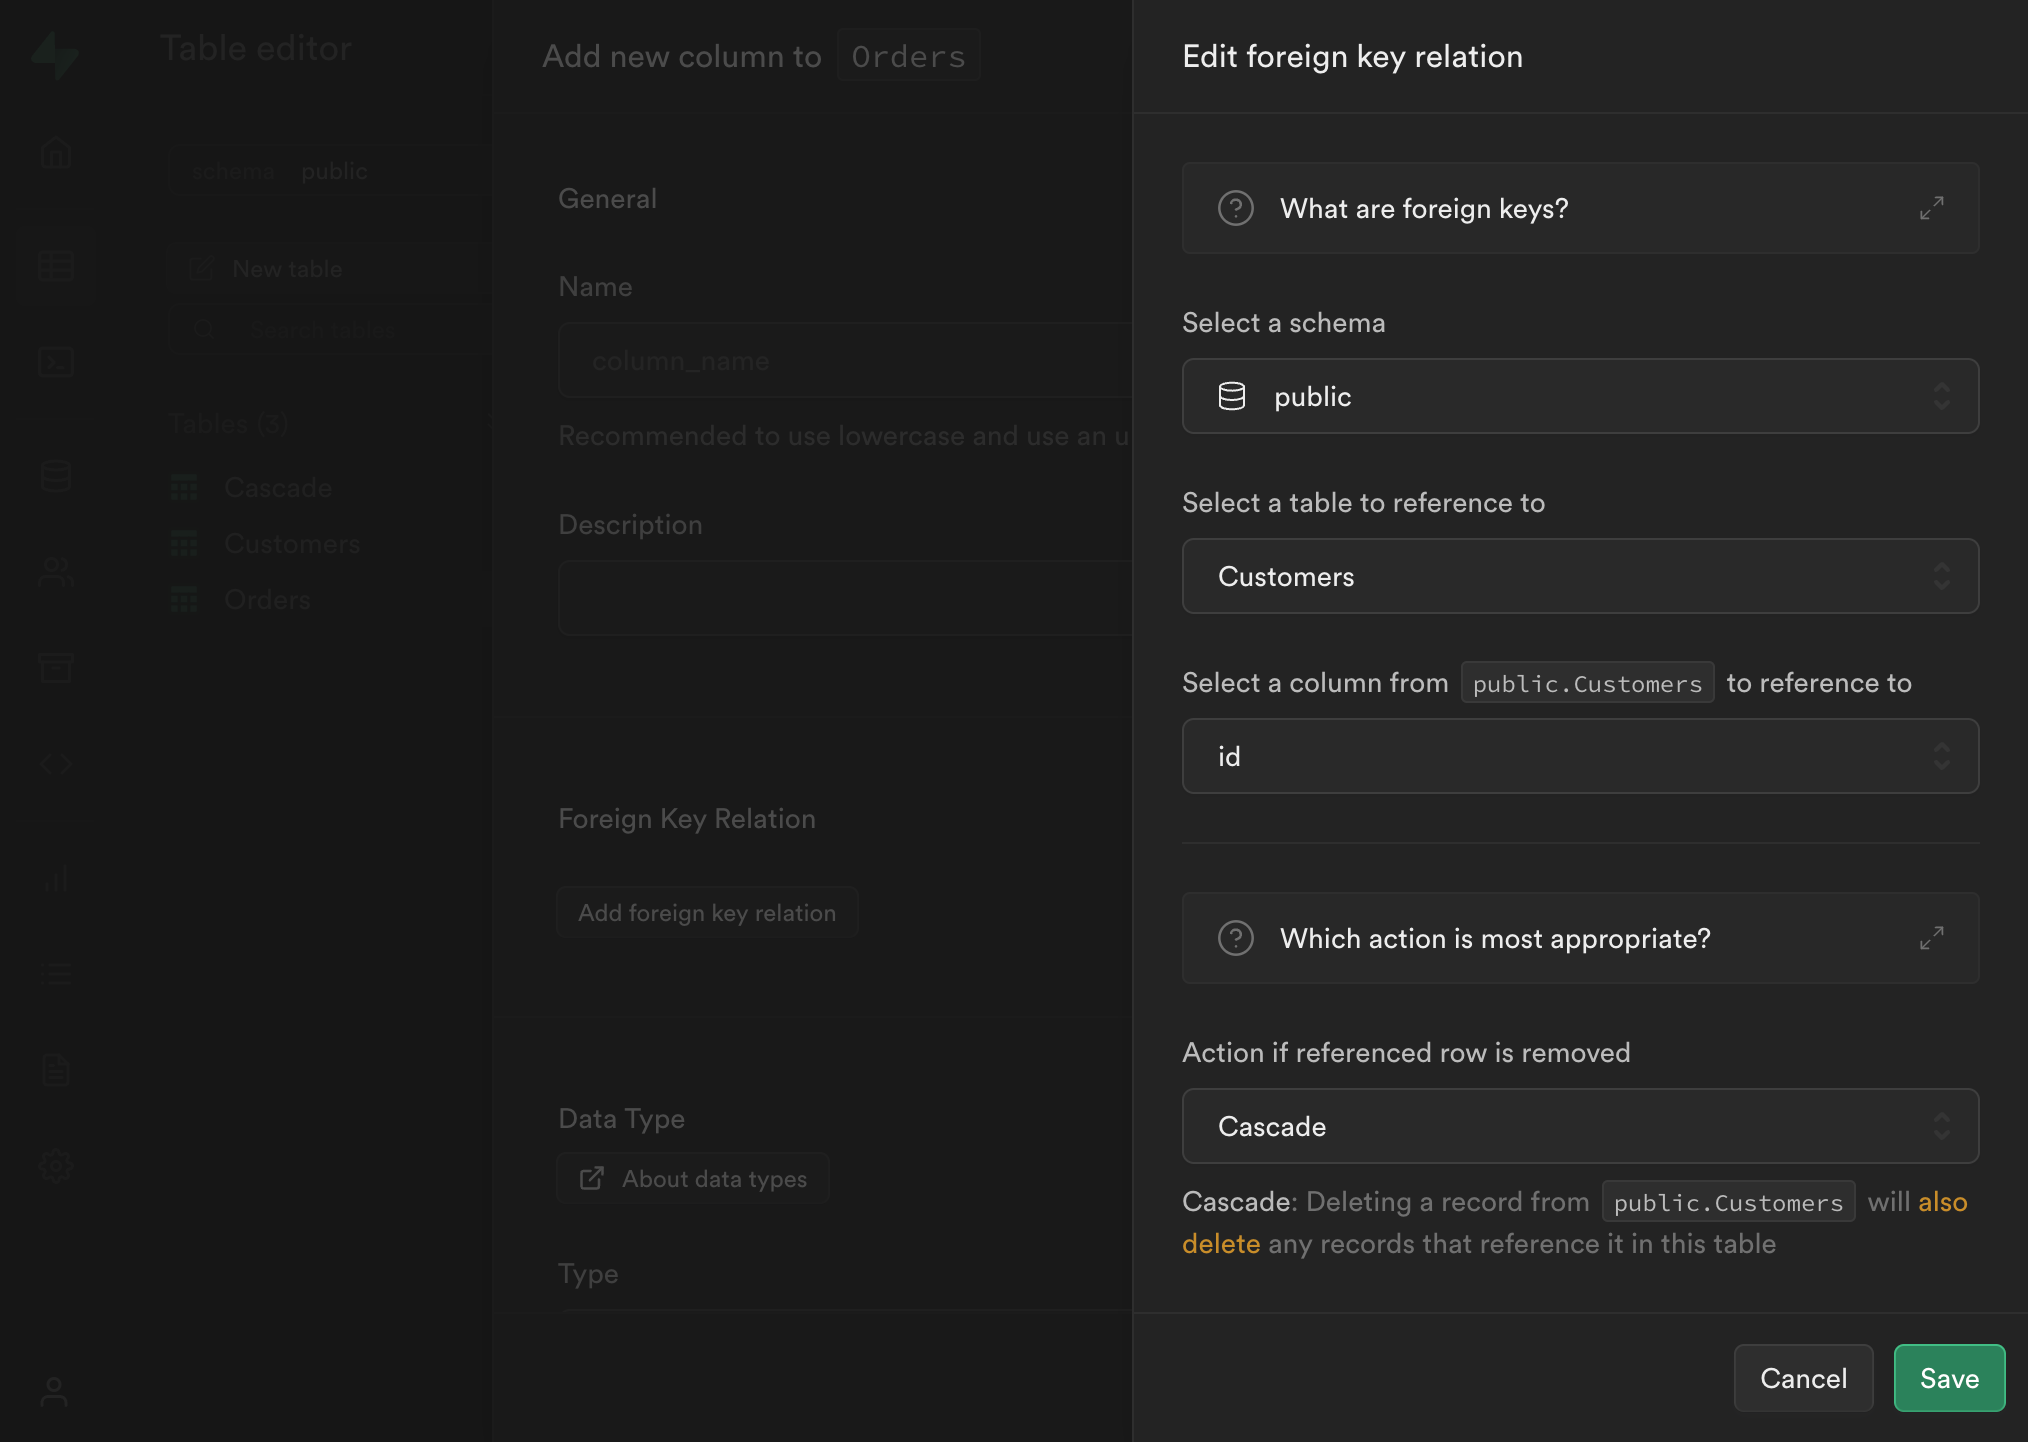 Table editor
schema public
New table
Search tables
Tables (3)
Cascade
Customers
Orders
Add new column to Orders
General
Name
column_name
Recommended to use lowercase and use an u
Description
Foreign Key Relation
Add foreign key relation
Data Type
About data types
Type
Edit foreign key relation
What are foreign keys?
Select a schema
public
Select a table to reference to
Customers
Select a column from public.Customers to reference to
id
Which action is most appropriate?
Action if referenced row is removed
Cascade
Cascade: Deleting a record from public.Customers will also
delete any records that reference it in this table
Cancel
Save